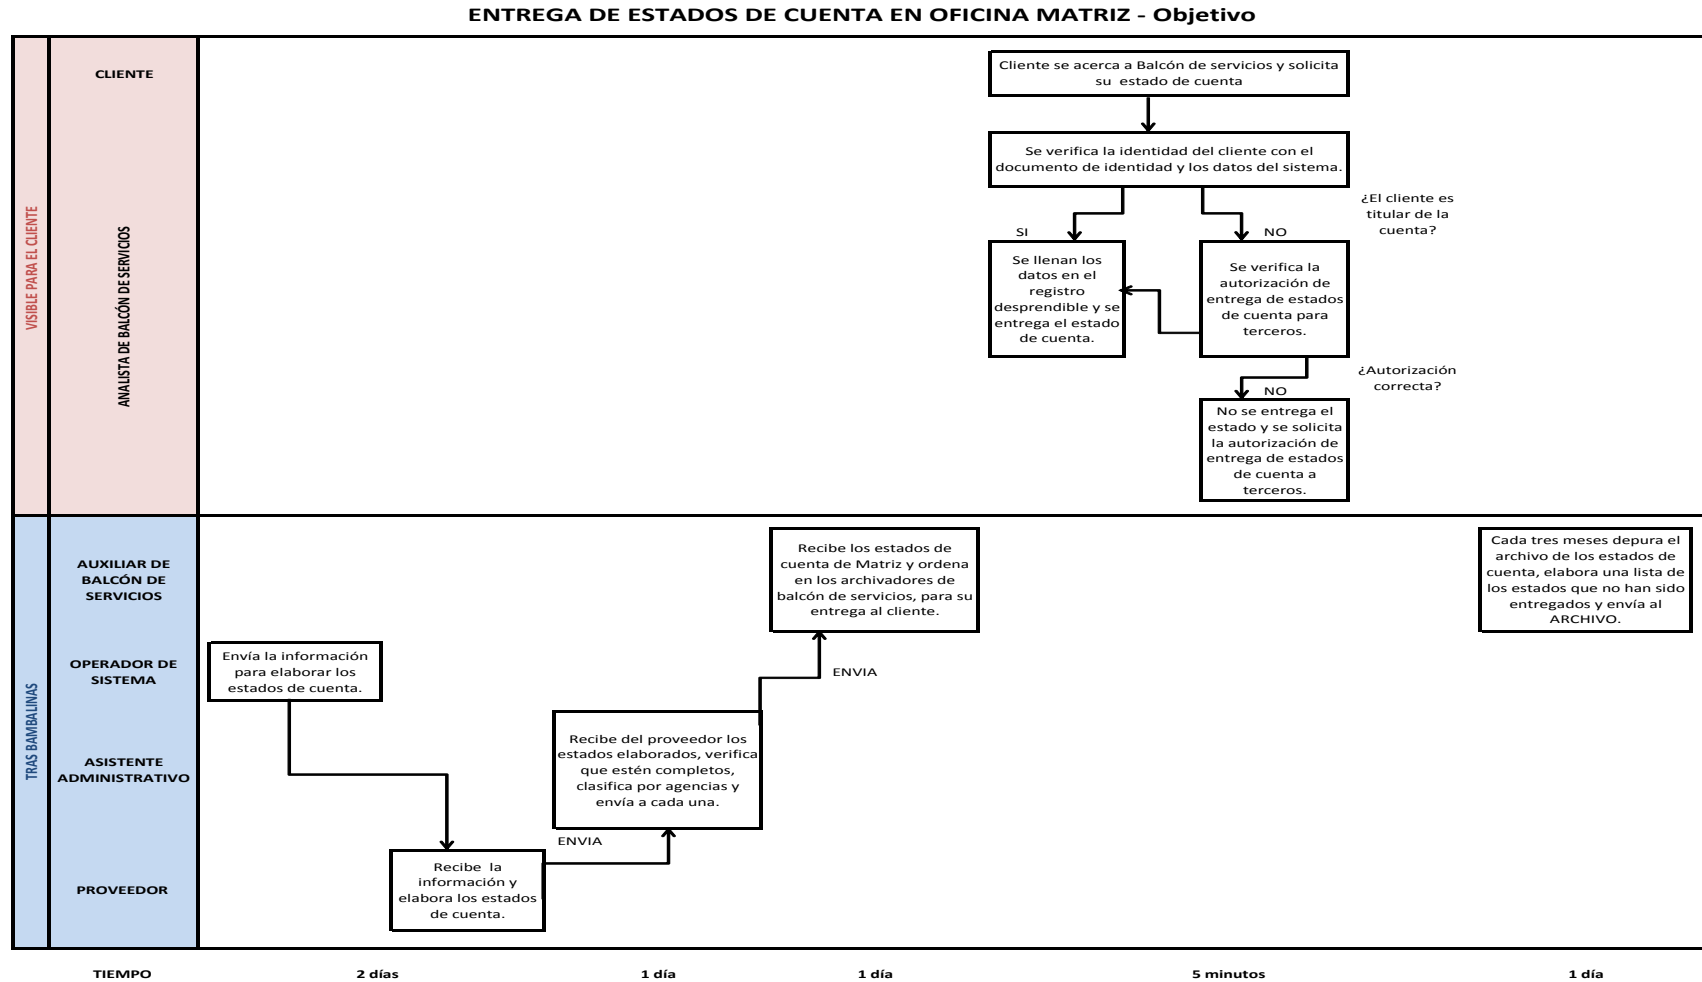 ENTREGA DE ESTADOS DE CUENTA EN OFICINA MATRIZ - Objetivo
VISIBLE PARA EL CLIENTE
CLIENTE
Cliente se acerca a Balcón de servicios y solicita
su estado de cuenta
ANALISTA DE BALCÓN DE SERVICIOS
Se verifica la identidad del cliente con el
documento de identidad y los datos del sistema.
¿El cliente es
titular de la
cuenta?
SI
NO
Se llenan los
datos en el
registro
desprendible y se
entrega el estado
de cuenta.
Se verifica la
autorización de
entrega de estados
de cuenta para
terceros.
¿Autorización
correcta?
NO
No se entrega el
estado y se solicita
la autorización de
entrega de estados
de cuenta a
terceros.
TRAS BAMBALINAS
AUXILIAR DE
BALCÓN DE
SERVICIOS
Recibe los estados de
cuenta de Matriz y ordena
en los archivadores de
balcón de servicios, para su
entrega al cliente.
Cada tres meses depura el
archivo de los estados de
cuenta, elabora una lista de
los estados que no han sido
entregados y envía al
ARCHIVO.
OPERADOR DE
SISTEMA
Envía la información
para elaborar los
estados de cuenta.
ENVIA
ASISTENTE
ADMINISTRATIVO
Recibe del proveedor los
estados elaborados, verifica
que estén completos,
clasifica por agencias y
envía a cada una.
ENVIA
PROVEEDOR
Recibe la
información y
elabora los estados
de cuenta.
TIEMPO
2 días
1 día
1 día
5 minutos
1 día